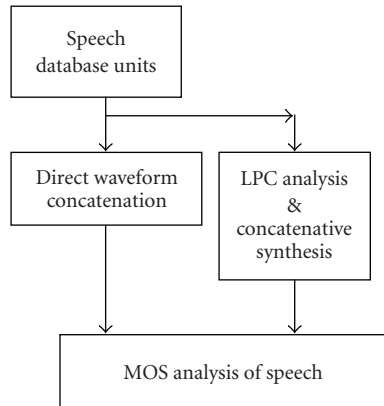 Speech
database units
Direct waveform
concatenation
LPC analysis
&
concatenative
synthesis
MOS analysis of speech